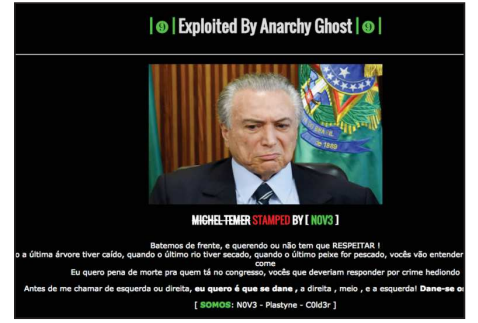 | ⓿ | Exploited By Anarchy Ghost | ⓿ |
MICHEL TEMER STAMPED BY [ N0V3 ]
Batemos de frente, e querendo ou não tem que RESPEITAR !
o a última árvore tiver caído, quando o último rio tiver secado, quando o último peixe for pescado, vocês vão entender
come
Eu quero pena de morte pra quem tá no congresso, vocês que deveriam responder por crime hediondo
Antes de me chamar de esquerda ou direita, eu quero é que se dane , a direita , meio , e a esquerda! Dane-se o
[ SOMOS: N0V3 - Plastyne - C0ld3r ]